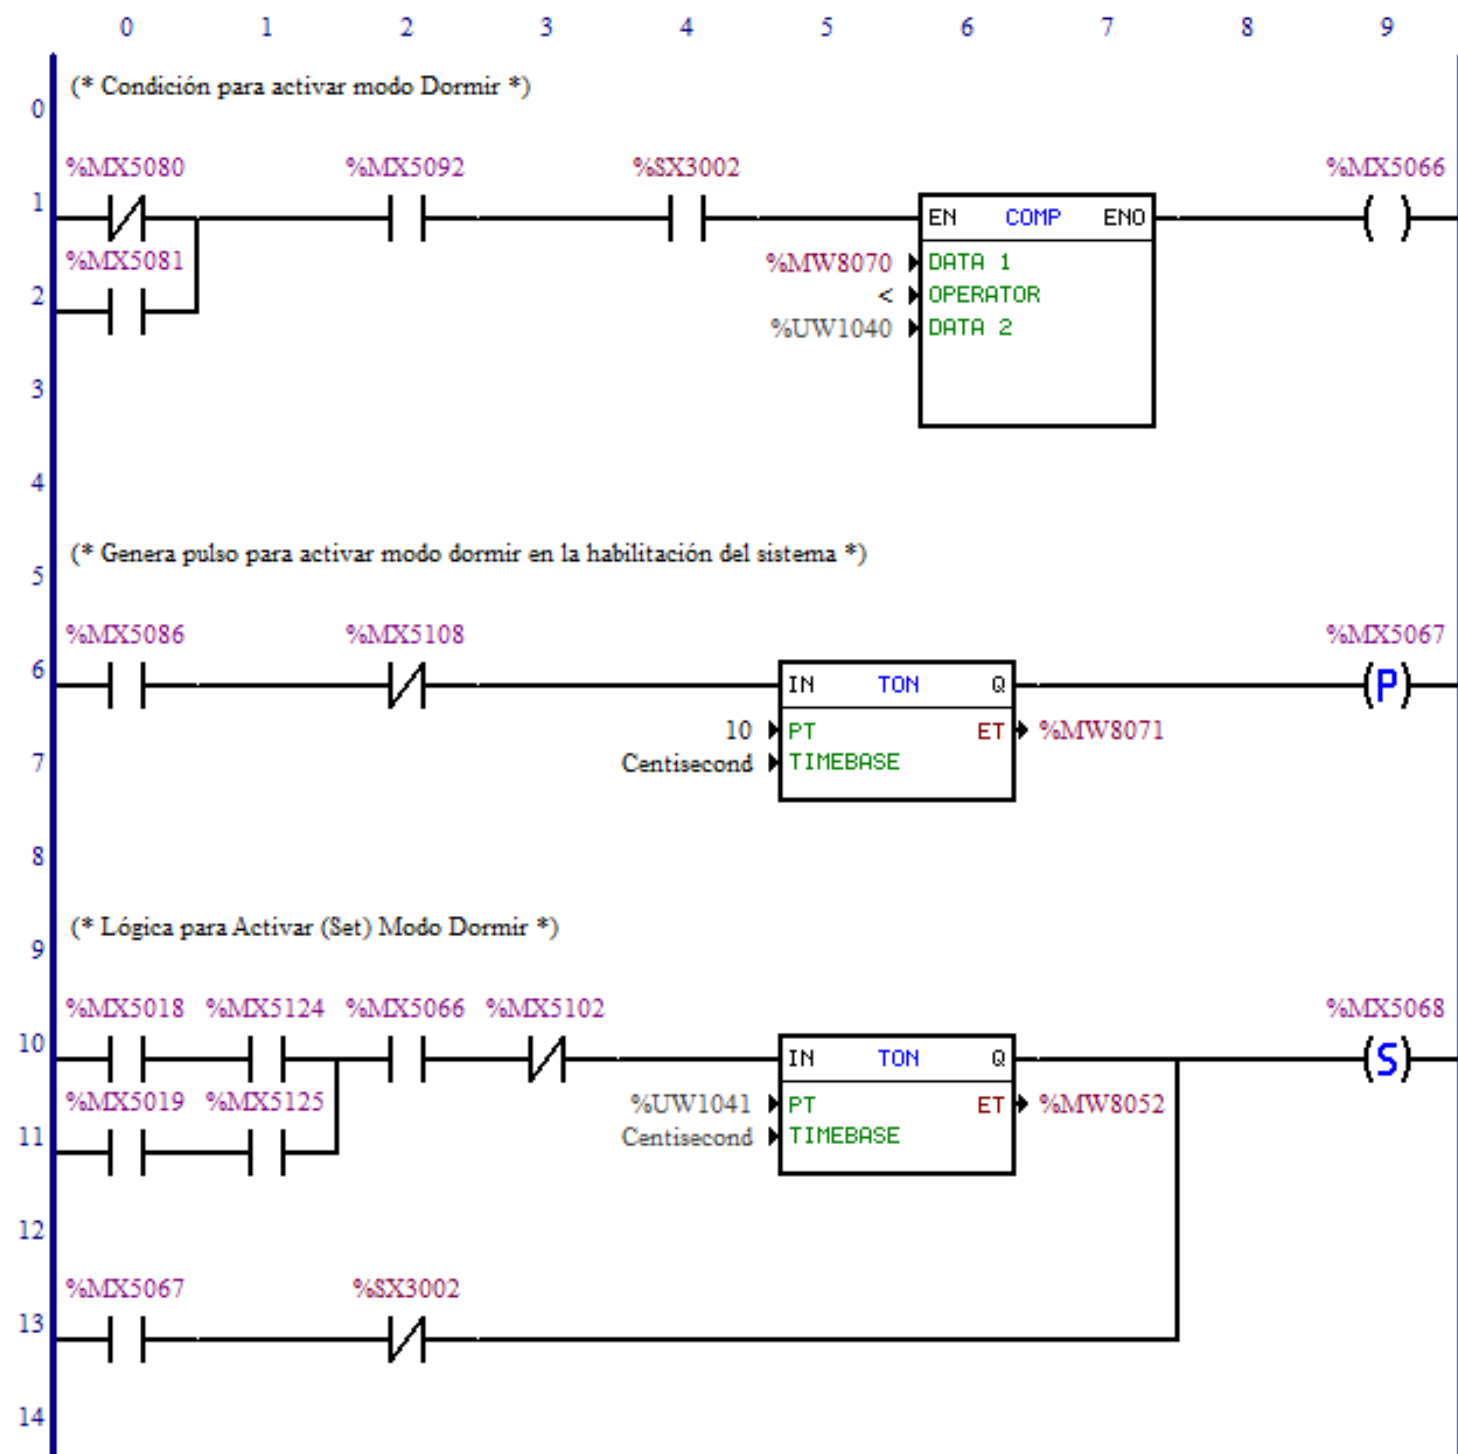 0 1 2 3 4 5 6 7 8 9
(* Condición para activar modo Dormir *)
0
%MX5080 %MX5092 %SX3002 %MX5066
1
EN COMP ENO
%MX5081
%MW8070 DATA 1
2
< OPERATOR
%UW1040 DATA 2
3
4
(* Genera pulso para activar modo dormir en la habilitación del sistema *)
5
%MX5086 %MX5108 %MX5067
6
IN TON Q
(P)
10 PT ET %MW8071
7
Centisecond TIMEBASE
8
(* Lógica para Activar (Set) Modo Dormir *)
9
%MX5018 %MX5124 %MX5066 %MX5102 %MX5068
10
IN TON Q
(S)
%MX5019 %MX5125 %UW1041 PT ET %MW8052
11
Centisecond TIMEBASE
12
%MX5067 %SX3002
13
14